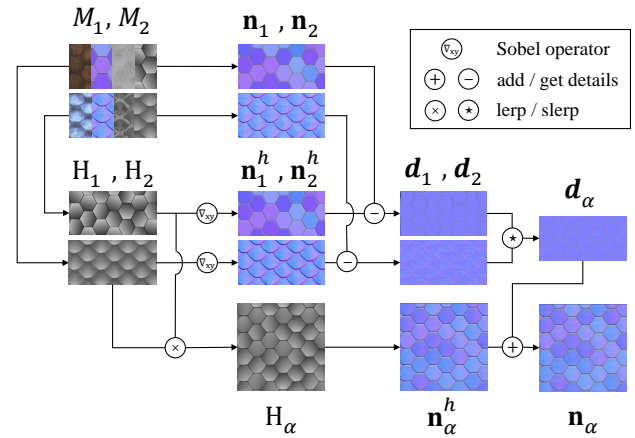 M₁, M₂
𝐧₁ , 𝐧₂
∇xy Sobel operator
+ − add / get details
× ⋆ lerp / slerp
H₁ , H₂
𝐧₁ʰ , 𝐧₂ʰ
𝒅₁ , 𝒅₂
𝒅α
∇xy
−
⋆
∇xy
−
×
+
Hα
𝐧αʰ
𝐧α